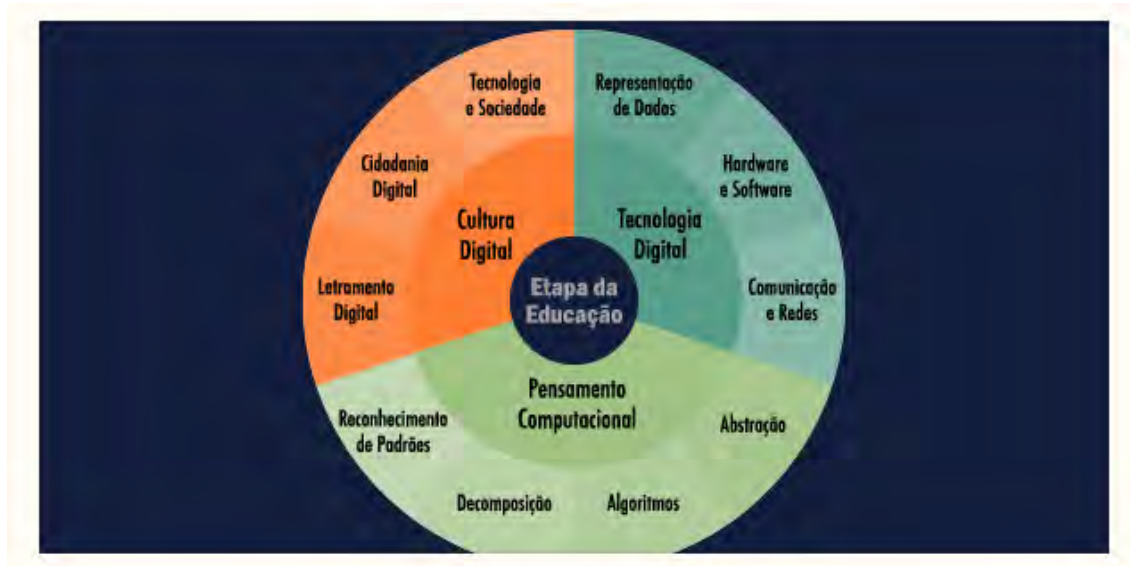 Tecnologia
e Sociedade
Representação
de Dados
Cidadania
Digital
Hardware
e Software
Cultura
Digital
Tecnologia
Digital
Letramento
Digital
Etapa da
Educação
Comunicação
e Redes
Pensamento
Computacional
Reconhecimento
de Padrões
Abstração
Decomposição
Algoritmos